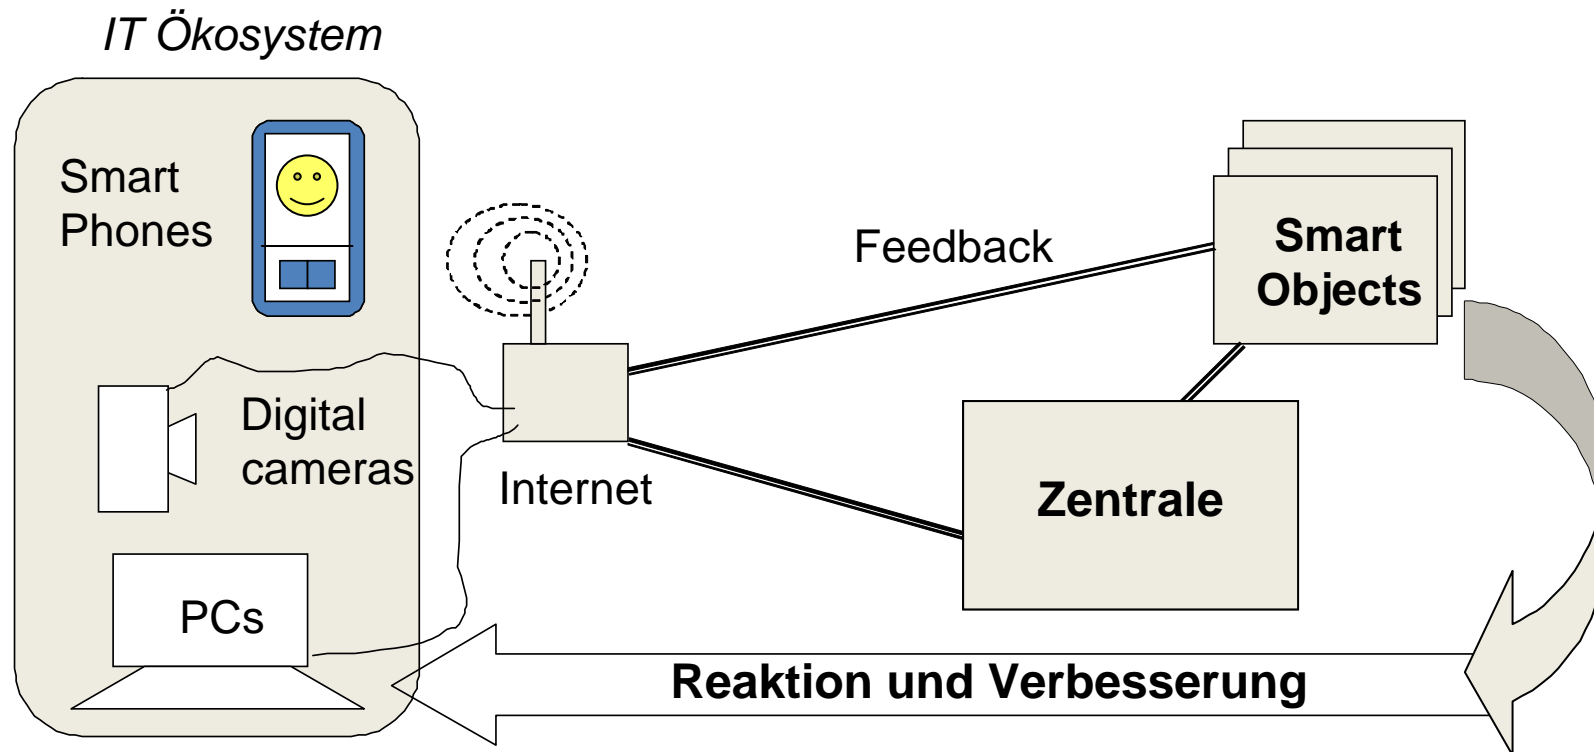 IT Ökosystem
Smart
Phones
Digital
cameras
PCs
Internet
Feedback
Smart
Objects
Zentrale
Reaktion und Verbesserung